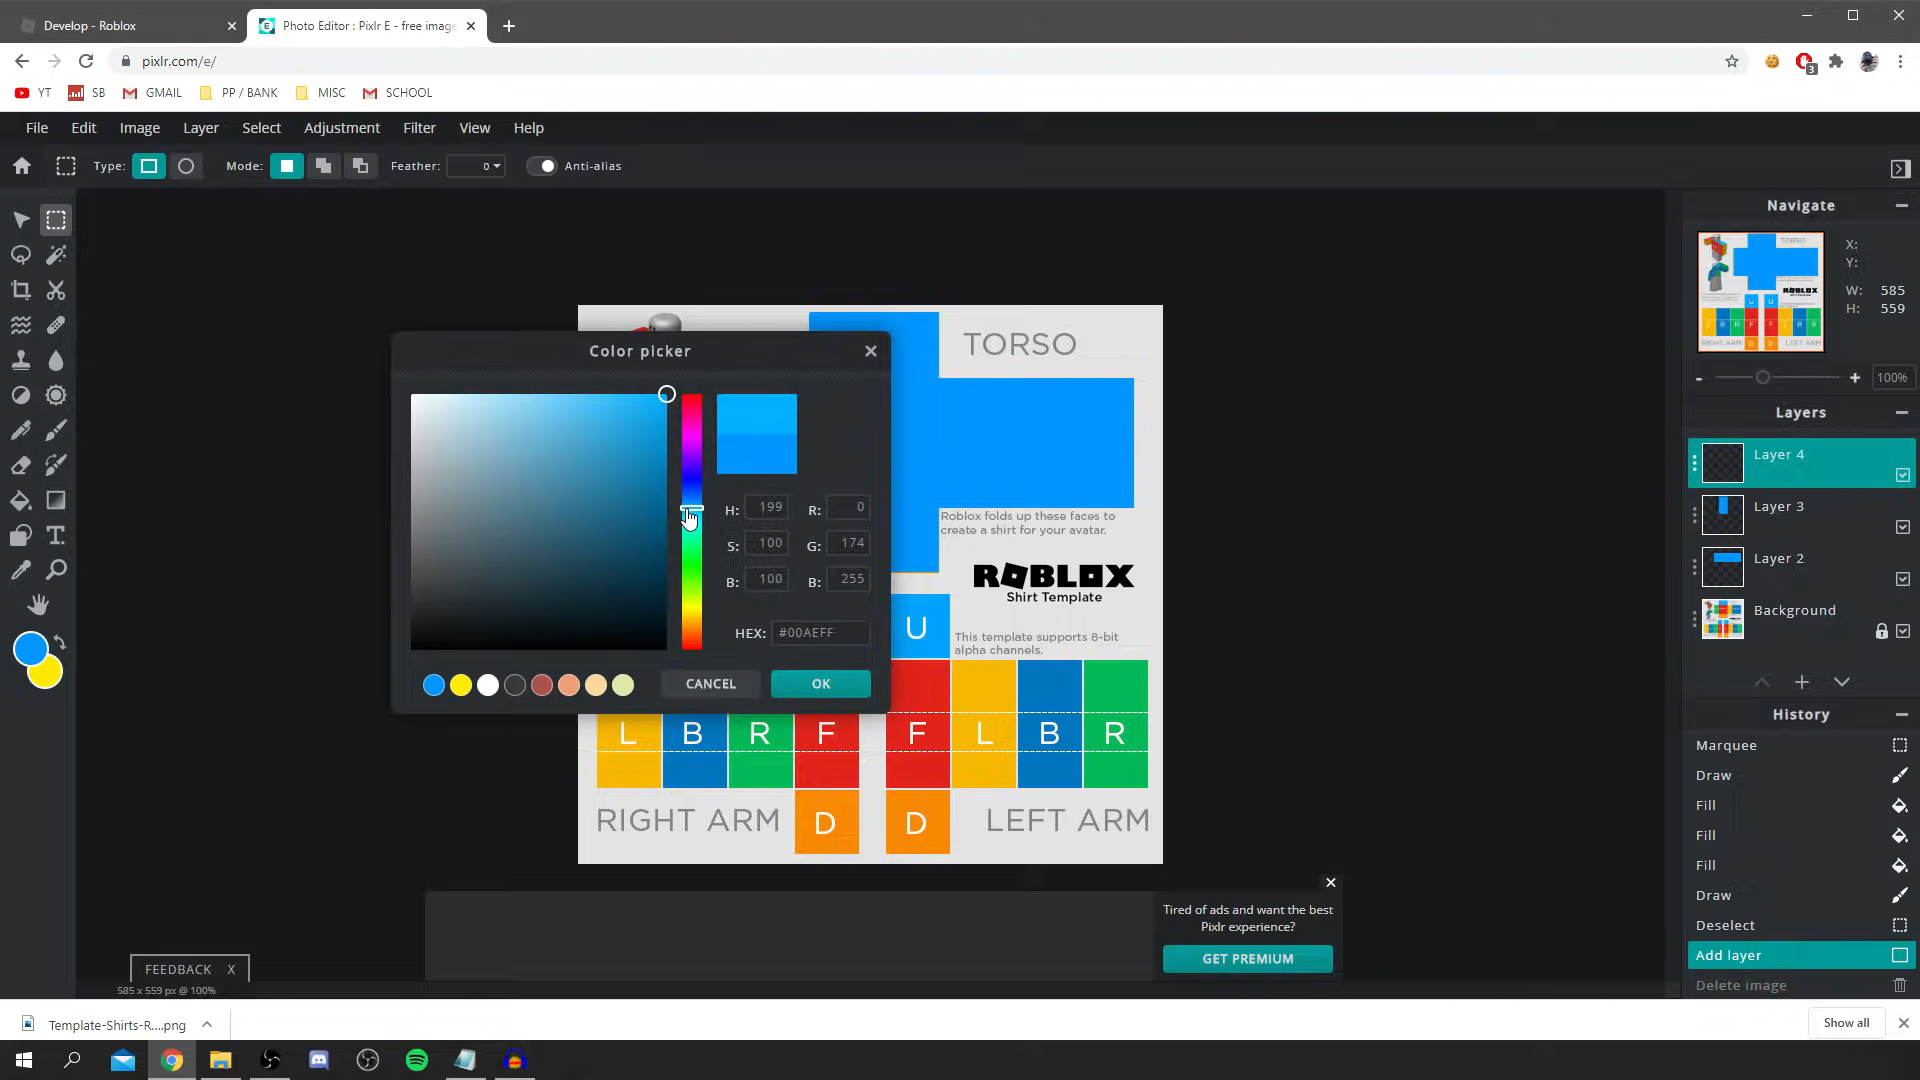 Develop - Roblox
Photo Editor : Pixlr E - free image
pixlr.com/e/
3
YT
SB
GMAIL
PP / BANK
MISC
SCHOOL
File
Edit
Image
Layer
Select
Adjustment
Filter
View
Help
Type:
Mode:
Feather:
0
Anti-alias
Navigate
X:
Y:
W: 585
H: 559
- + 100%
TORSO
Color picker
H: 199
R: 0
S: 100
G: 174
B: 100
B: 255
HEX: #00AEFF
CANCEL
OK
Roblox folds up these faces to
create a shirt for your avatar.
ROBLOX
Shirt Template
U
This template supports 8-bit
alpha channels.
L B R F F L B R
RIGHT ARM D D LEFT ARM
Layers
Layer 4
Layer 3
Layer 2
Background
History
Marquee
Draw
Fill
Fill
Fill
Draw
Deselect
Add layer
Delete image
Tired of ads and want the best
Pixlr experience?
GET PREMIUM
FEEDBACK X
585 x 559 px @ 100%
Template-Shirts-R....png
Show all